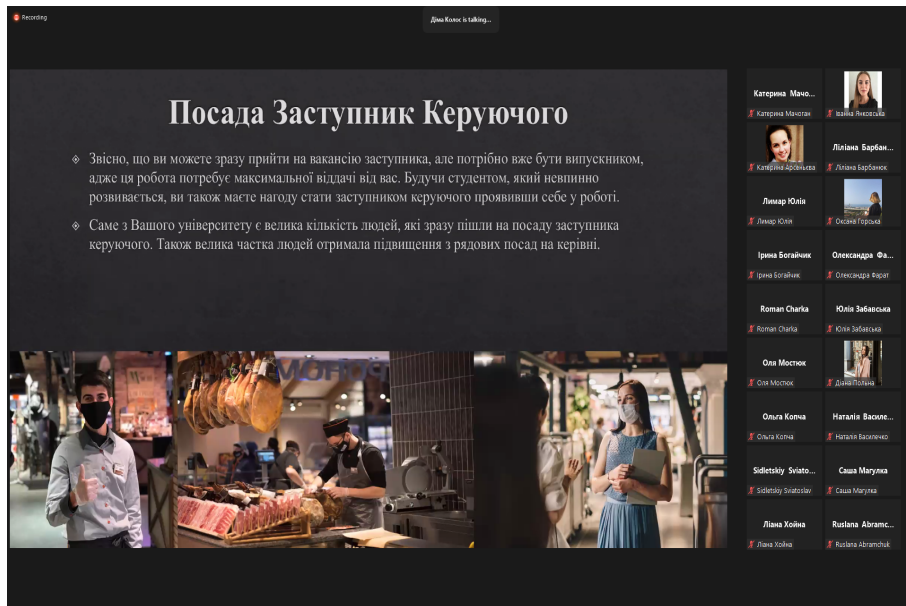 Recording
Діма Колос is talking...
Посада Заступник Керуючого
Звісно, що ви можете зразу прийти на вакансію заступника, але потрібно вже бути випускником,
адже ця робота потребує максимальної віддачі від вас. Будучи студентом, який невпинно
розвивається, ви також маєте нагоду стати заступником керуючого проявивши себе у роботі.
Саме з Вашого університету є велика кількість людей, які зразу пішли на посаду заступника
керуючого. Також велика частка людей отримала підвищення з рядових посад на керівні.
Катерина Мачо...
Катерина Мачоган
Іванна Янковська
Катерина Арсеньєва
Ліліана Барбан...
Ліліана Барбанюк
Лимар Юлія
Лимар Юлія
Оксана Горська
Ірина Богайчик
Ірина Богайчик
Олександра Фа...
Олександра Фарат
Roman Charka
Roman Charka
Юлія Забавська
Юлія Забавська
Оля Мостюк
Оля Мостюк
Діана Польна
Ольга Копча
Ольга Копча
Наталія Василе...
Наталія Василечко
Sidletskiy Sviato...
Sidletskiy Sviatoslav
Саша Магулка
Саша Магулка
Ліана Хойна
Ліана Хойна
Ruslana Abramc...
Ruslana Abramchuk